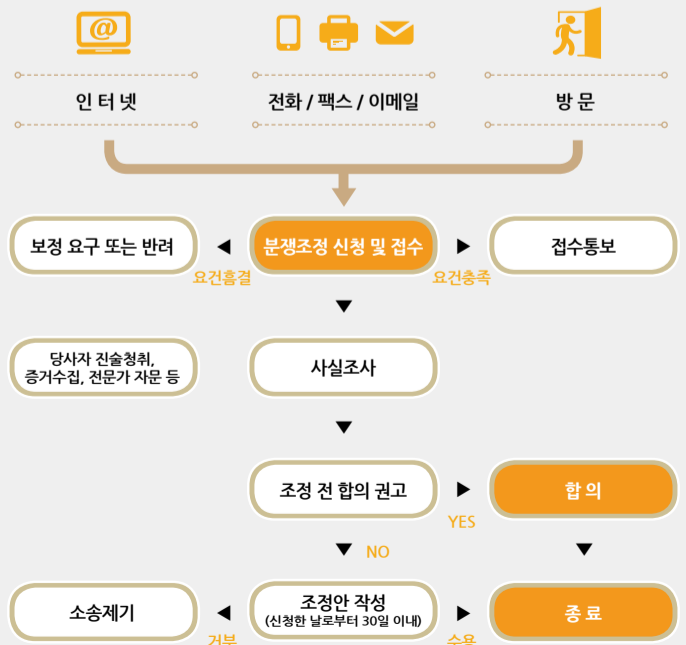 @
인 터 넷
전화 / 팩스 / 이메일
방 문
보정 요구 또는 반려
분쟁조정 신청 및 접수
접수통보
요건흠결
요건충족
당사자 진술청취,
증거수집, 전문가 자문 등
사실조사
조정 전 합의 권고
합 의
YES
NO
소송제기
조정안 작성
(신청한 날로부터 30일 이내)
종 료
거부
수용